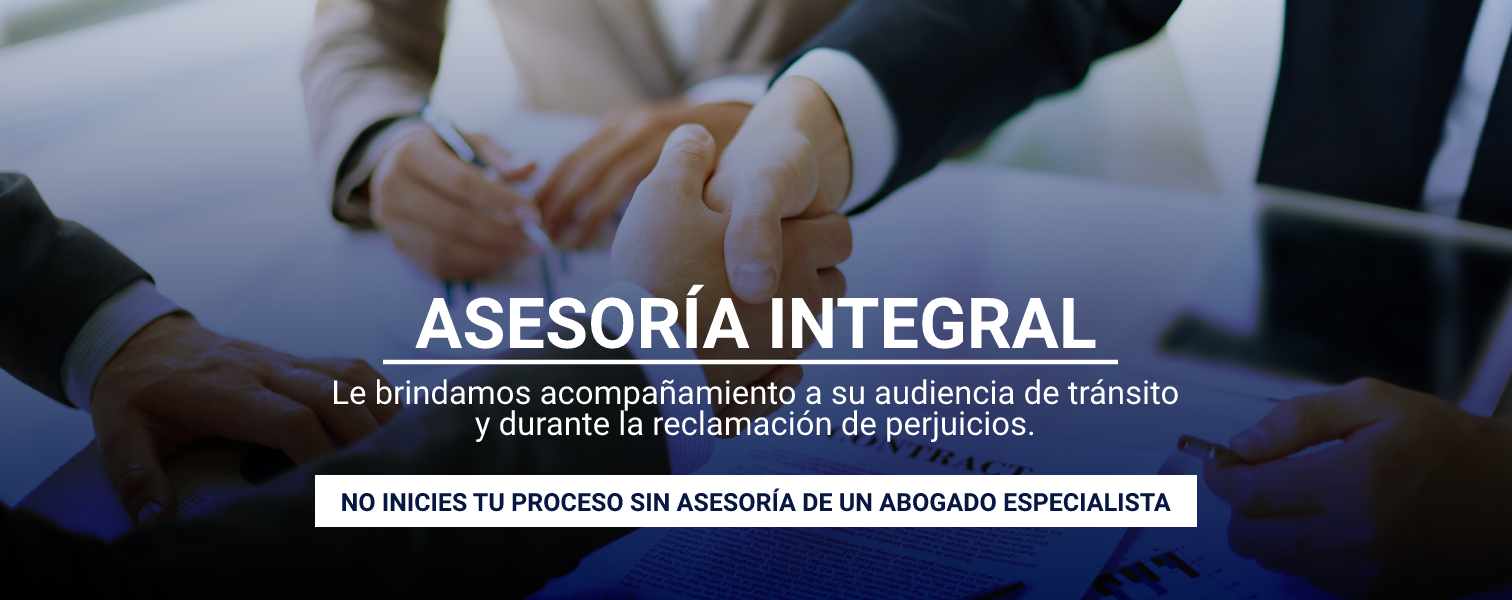 ASESORÍA INTEGRAL
Le brindamos acompañamiento a su audiencia de tránsito
y durante la reclamación de perjuicios.
CONTRACT
NO INICIES TU PROCESO SIN ASESORÍA DE UN ABOGADO ESPECIALISTA